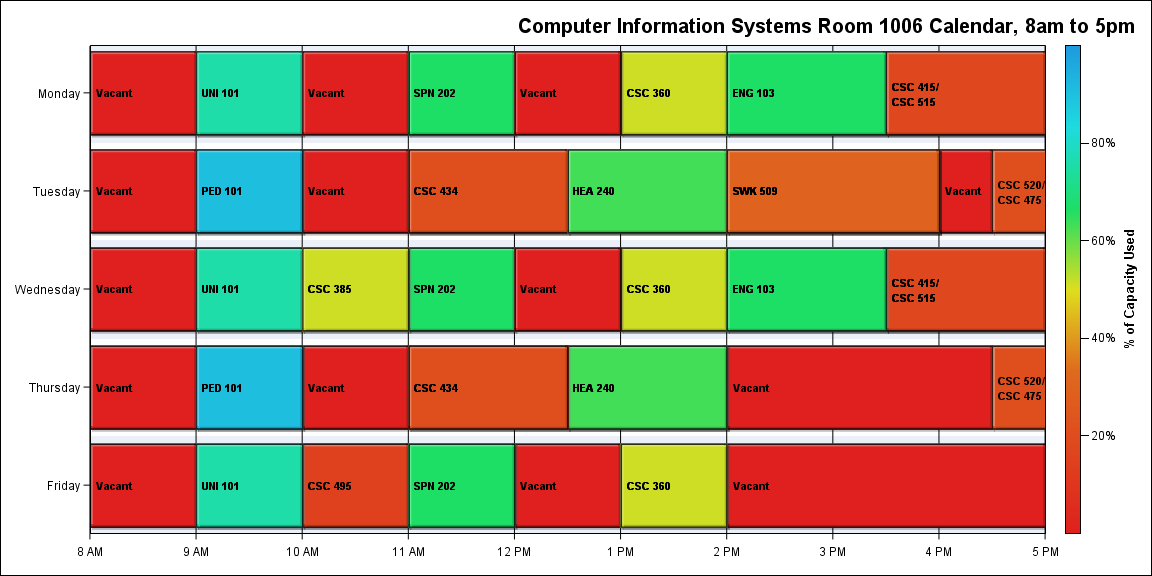 Computer Information Systems Room 1006 Calendar, 8am to 5pm
Monday
Vacant
UNI 101
Vacant
SPN 202
Vacant
CSC 360
ENG 103
CSC 415/
CSC 515
Tuesday
Vacant
PED 101
Vacant
CSC 434
HEA 240
SWK 509
Vacant
CSC 520/
CSC 475
Wednesday
Vacant
UNI 101
CSC 385
SPN 202
Vacant
CSC 360
ENG 103
CSC 415/
CSC 515
Thursday
Vacant
PED 101
Vacant
CSC 434
HEA 240
Vacant
CSC 520/
CSC 475
Friday
Vacant
UNI 101
CSC 495
SPN 202
Vacant
CSC 360
Vacant
8 AM
9 AM
10 AM
11 AM
12 PM
1 PM
2 PM
3 PM
4 PM
5 PM
80%
60%
40%
20%
% of Capacity Used